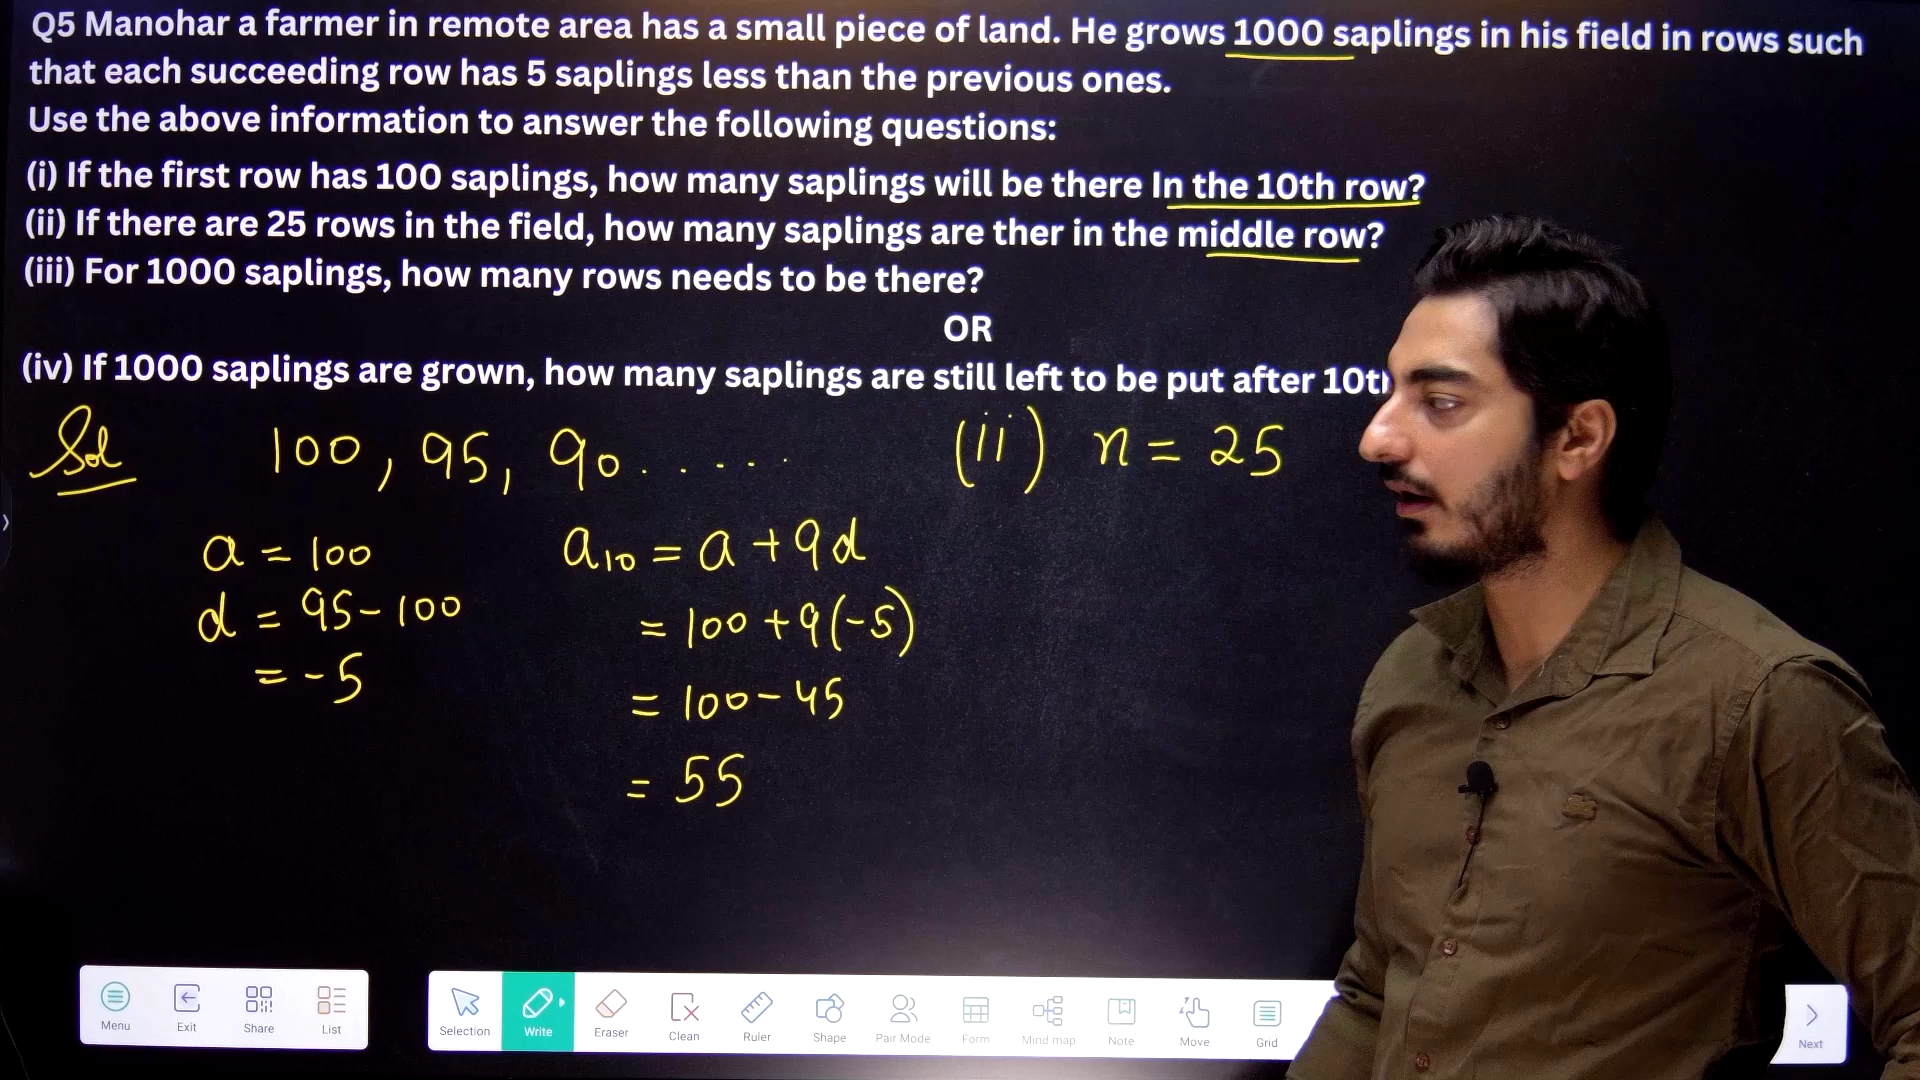 Q5 Manohar a farmer in remote area has a small piece of land. He grows 1000 saplings in his field in rows such
that each succeeding row has 5 saplings less than the previous ones.
Use the above information to answer the following questions:
(i) If the first row has 100 saplings, how many saplings will be there In the 10th row?
(ii) If there are 25 rows in the field, how many saplings are ther in the middle row?
(iii) For 1000 saplings, how many rows needs to be there?
OR
(iv) If 1000 saplings are grown, how many saplings are still left to be put after 10t
Sol
100, 95, 90.....
a = 100
d = 95-100
= -5
a₁₀ = a + 9d
= 100 + 9(-5)
= 100 - 45
= 55
(ii) n = 25
Menu
Exit
Share
List
Selection
Write
Eraser
Clean
Ruler
Shape
Pair Mode
Form
Mind map
Note
Move
Grid
Next